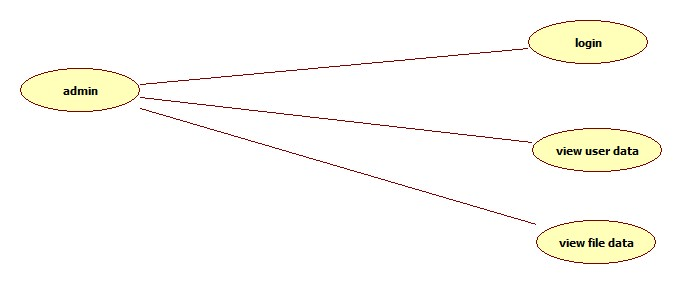 login
admin
view user data
view file data